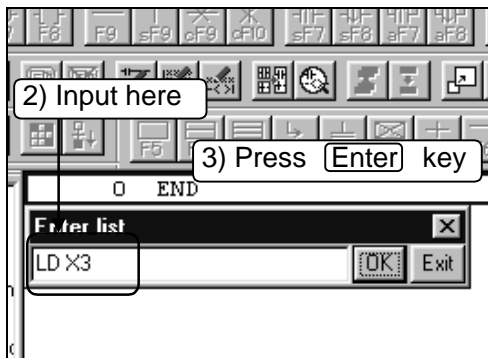 F8 F9 sF9 cF9 cF10 sF7 sF8 aF7 aF8
2) Input here
F5
3) Press Enter key
0 END
Enter list
LD X3
OK Exit